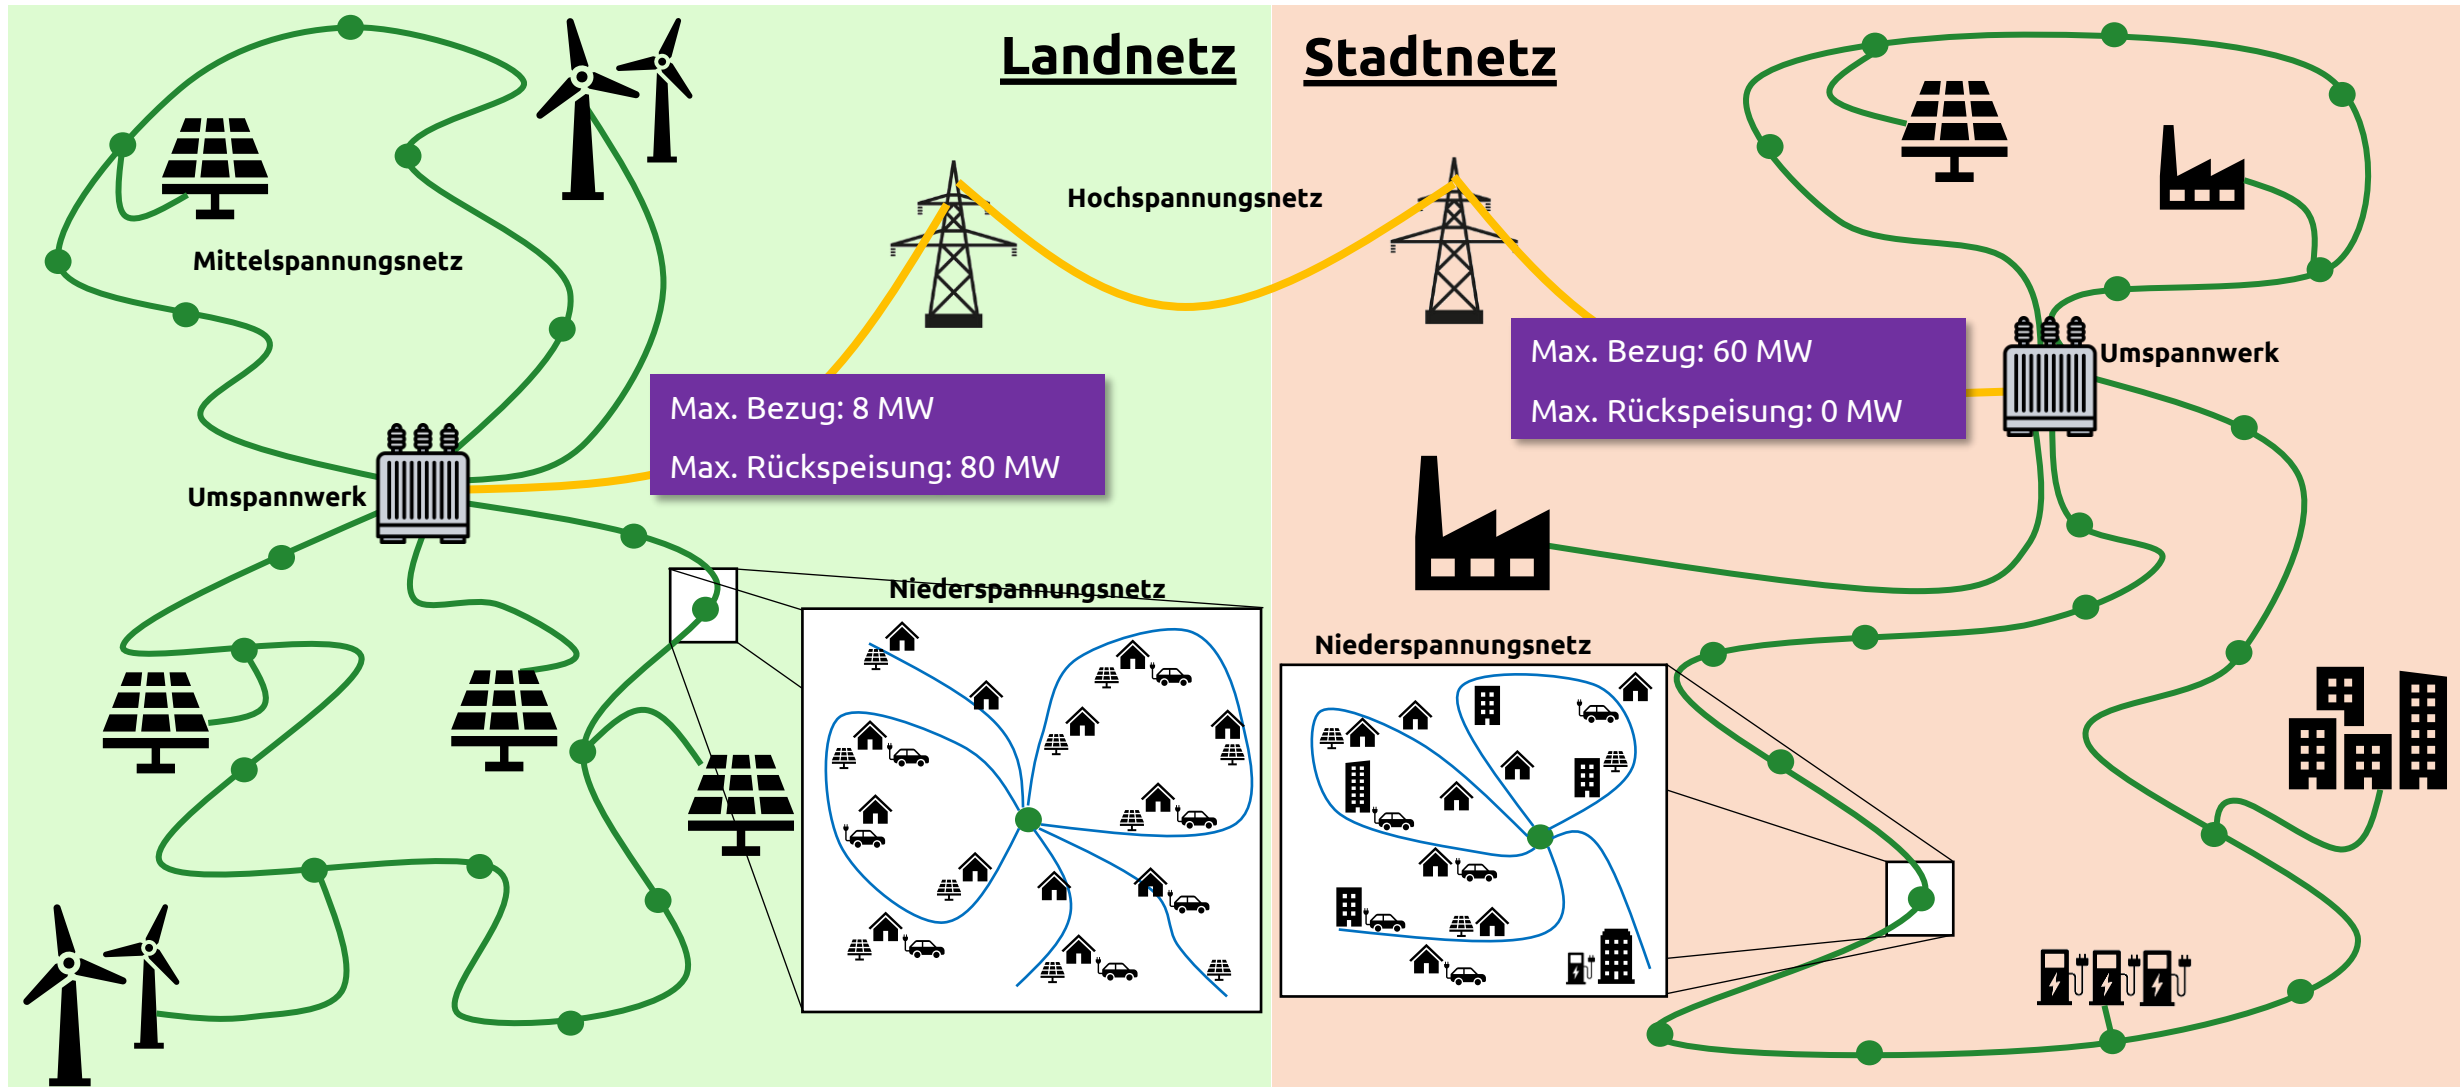 Landnetz
Stadtnetz
Hochspannungsnetz
Mittelspannungsnetz
Max. Bezug: 60 MW
Max. Rückspeisung: 0 MW
Umspannwerk
Max. Bezug: 8 MW
Max. Rückspeisung: 80 MW
Umspannwerk
Niederspannungsnetz
Niederspannungsnetz